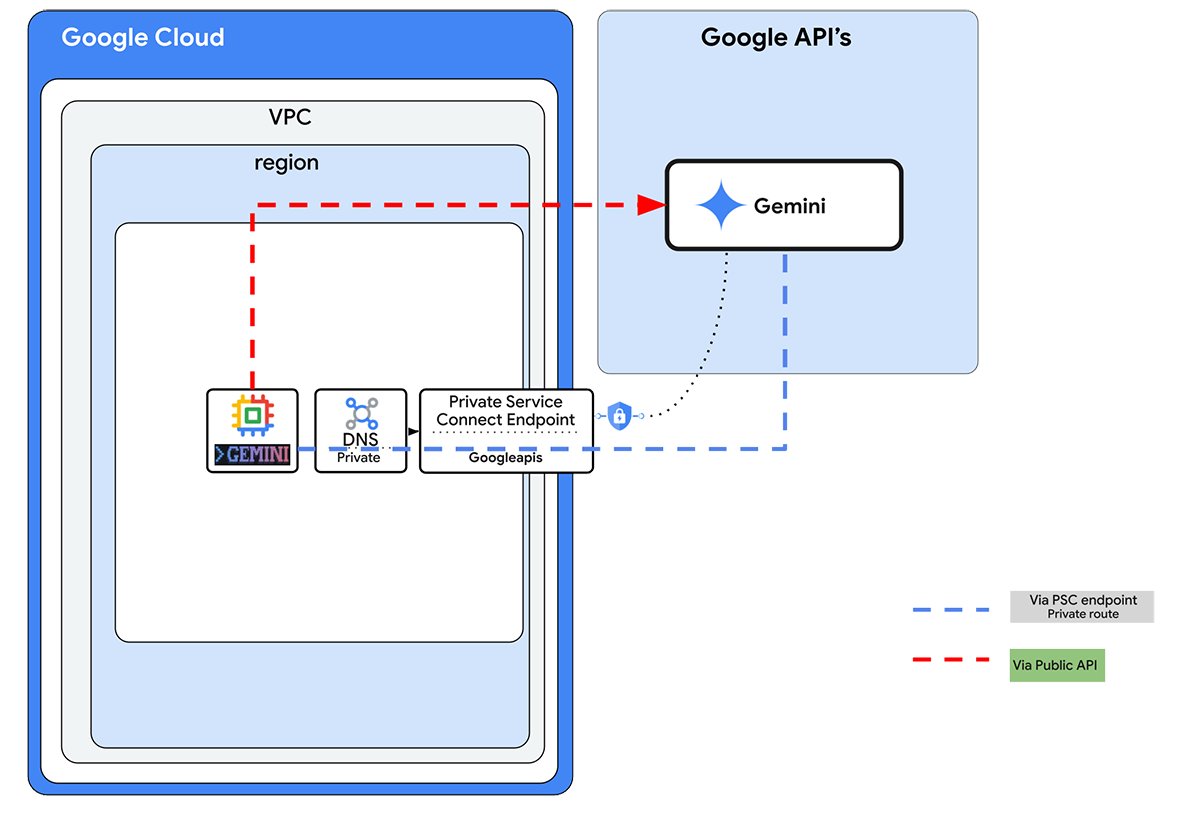 Google Cloud
Google API's
VPC
region
Gemini
>GEMINI
DNS
Private
Private Service
Connect Endpoint
Googleapis
Via PSC endpoint
Private route
Via Public API